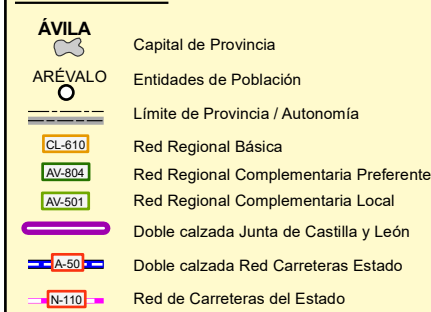 ÁVILA
Capital de Provincia
ARÉVALO
Entidades de Población
Límite de Provincia / Autonomía
CL-610 Red Regional Básica
AV-804 Red Regional Complementaria Preferente
AV-501 Red Regional Complementaria Local
Doble calzada Junta de Castilla y León
A-50 Doble calzada Red Carreteras Estado
N-110 Red de Carreteras del Estado